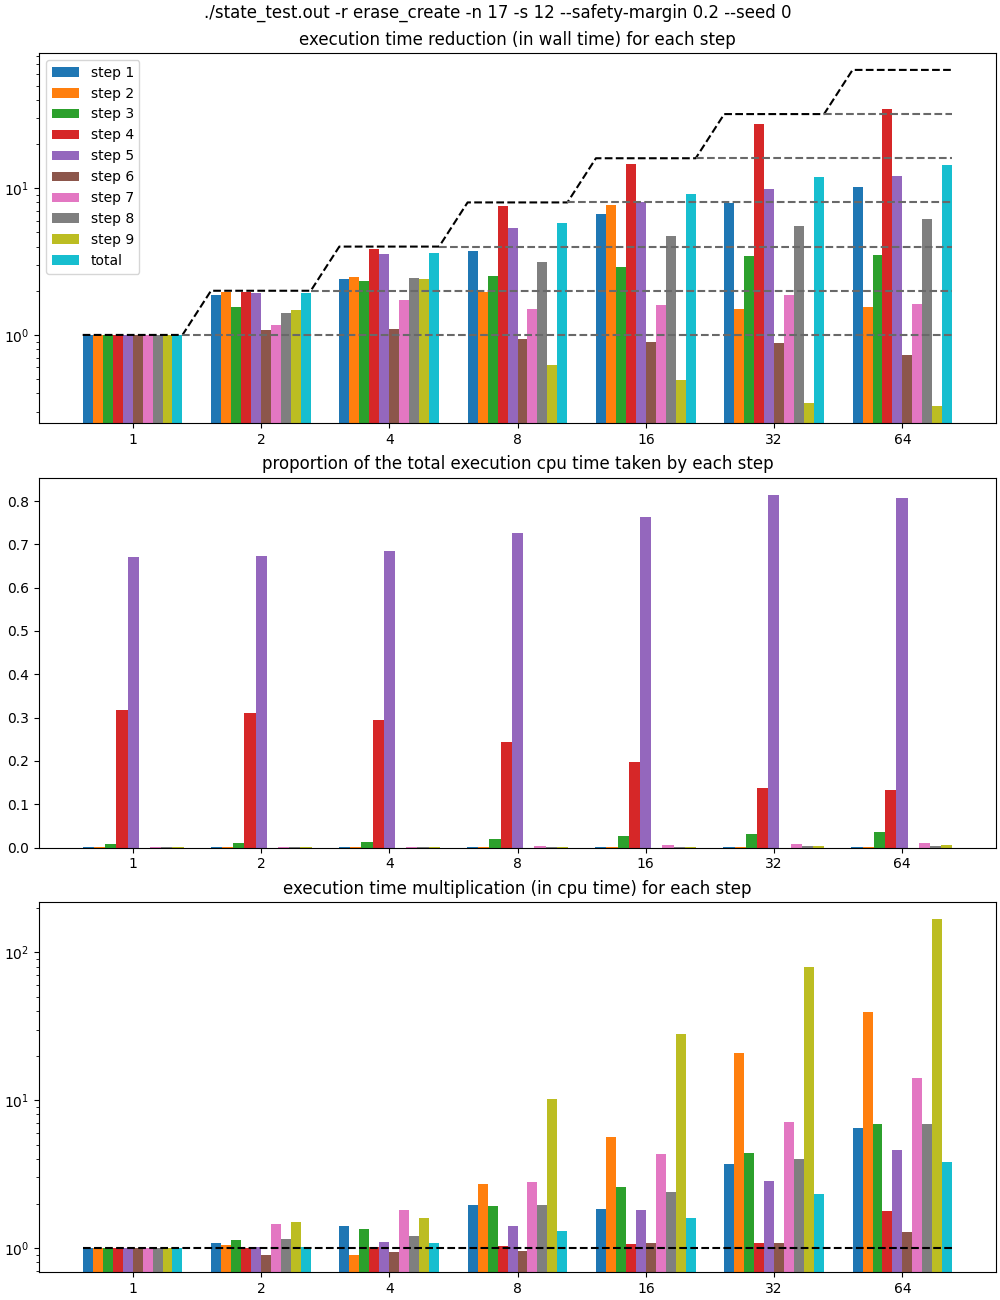 ./state_test.out -r erase_create -n 17 -s 12 --safety-margin 0.2 --seed 0
execution time reduction (in wall time) for each step
step 1
step 2
step 3
step 4
step 5
step 6
step 7
step 8
step 9
total
10¹
10⁰
1 2 4 8 16 32 64
proportion of the total execution cpu time taken by each step
0.8
0.7
0.6
0.5
0.4
0.3
0.2
0.1
0.0
1 2 4 8 16 32 64
execution time multiplication (in cpu time) for each step
10²
10¹
10⁰
1 2 4 8 16 32 64